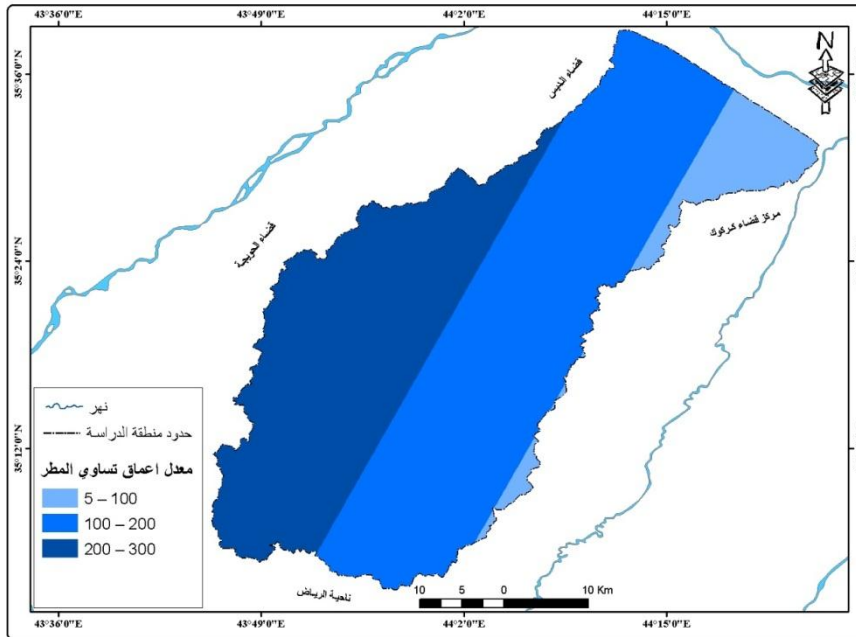 43°36'0"E
43°49'0"E
44°2'0"E
44°15'0"E
N
35°36'0"N
35°24'0"N
35°12'0"N
قضاء الدبس
قضاء الحويجة
مركز قضاء كركوك
ناحية الرياض
نهر
حدود منطقة الدراسة
معدل اعماق تساوي المطر
5 – 100
100 – 200
200 – 300
10 5 0 10 Km
43°36'0"E
43°49'0"E
44°2'0"E
44°15'0"E